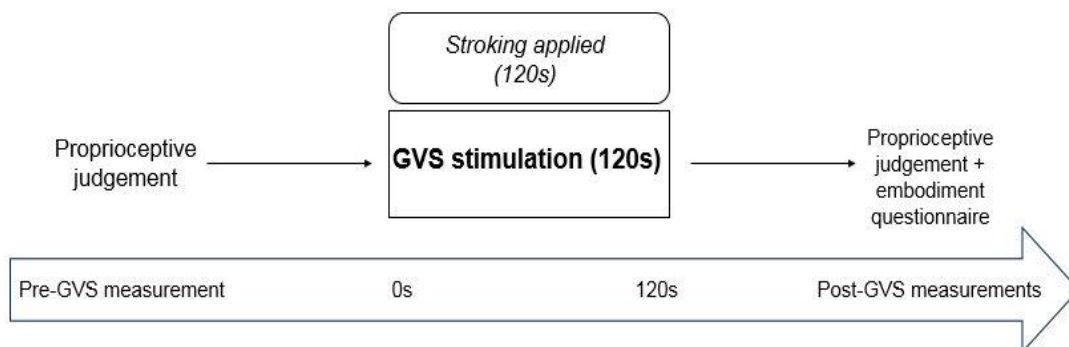 Stroking applied
(120s)
Proprioceptive
judgement
GVS stimulation (120s)
Proprioceptive
judgement +
embodiment
questionnaire
Pre-GVS measurement
0s
120s
Post-GVS measurements